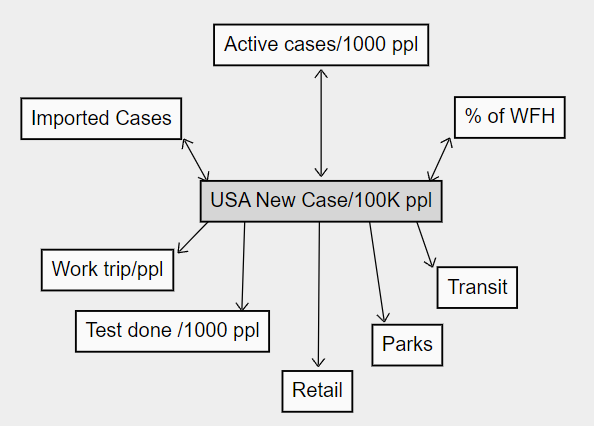 Active cases/1000 ppl
Imported Cases
% of WFH
USA New Case/100K ppl
Work trip/ppl
Transit
Test done /1000 ppl
Parks
Retail